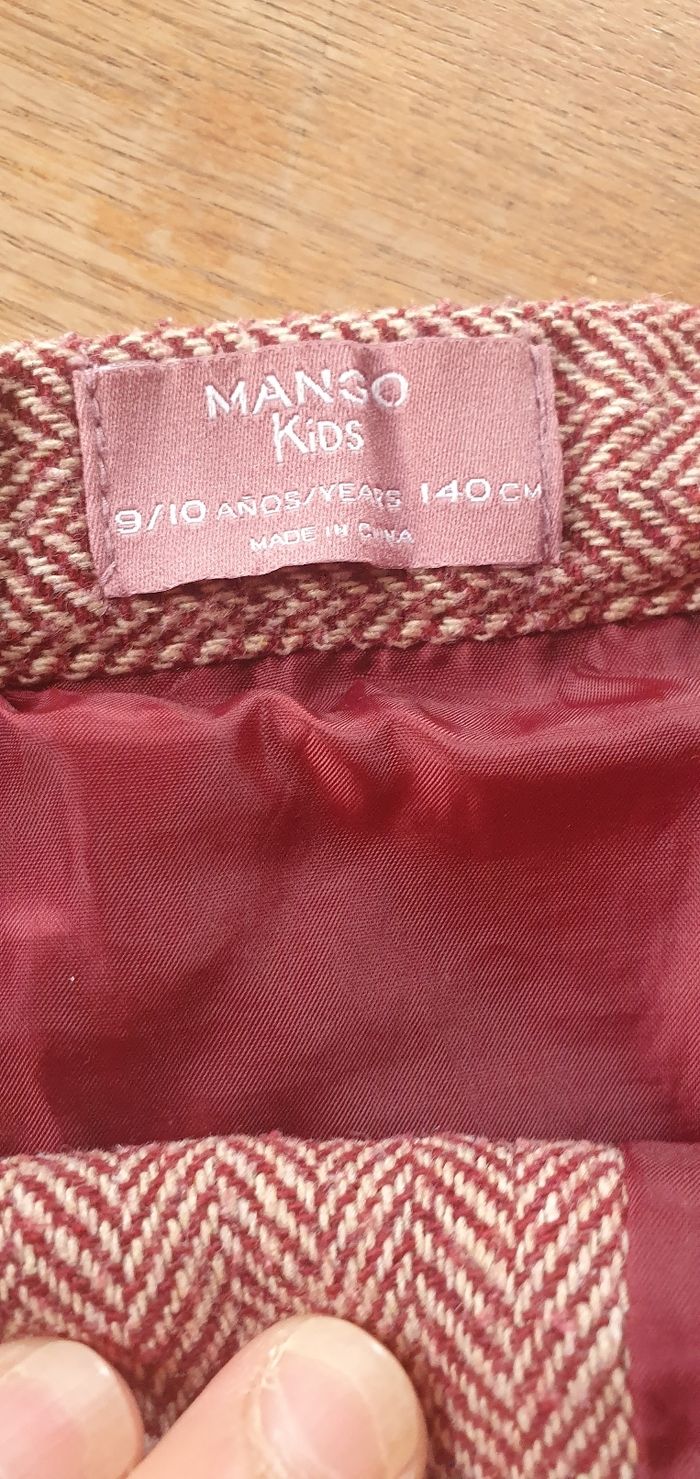 MANGO
KiDS
9/10 AÑOS/YEARS 140 CM
MADE IN CHINA